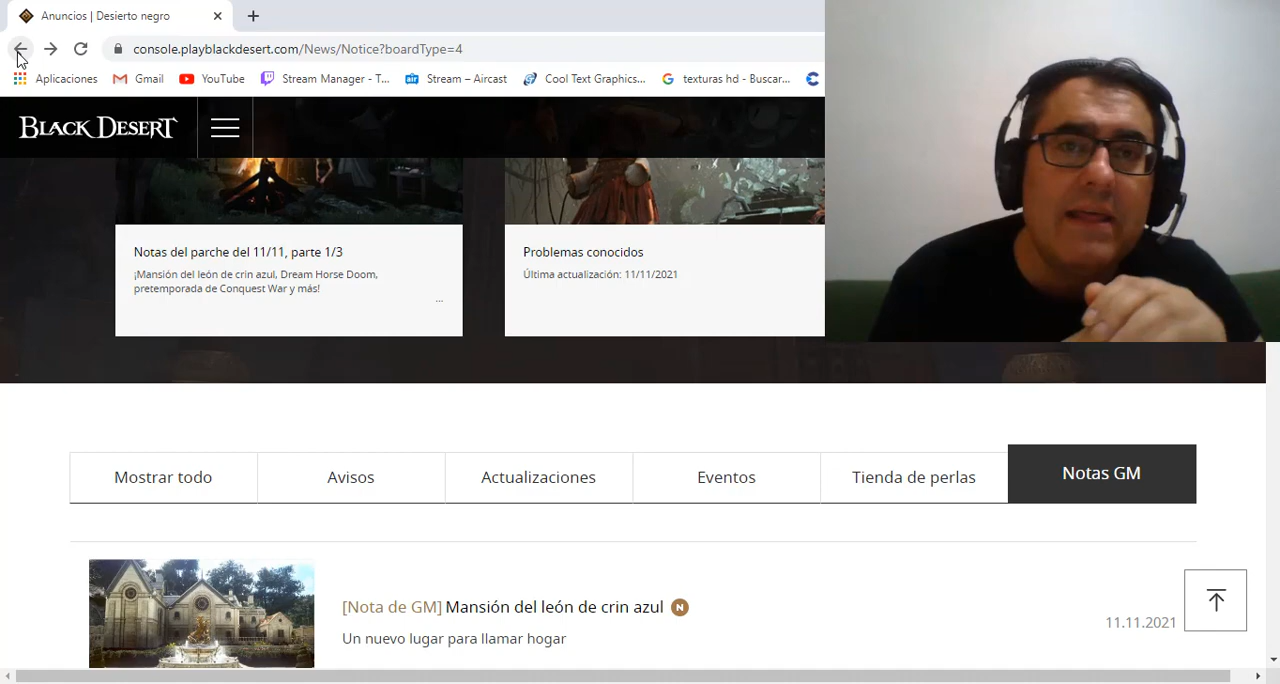 Anuncios | Desierto negro
console.playblackdesert.com/News/Notice?boardType=4
Aplicaciones
Gmail
YouTube
Stream Manager - T...
air
Stream – Aircast
Cool Text Graphics...
texturas hd - Buscar...
BLACK DESERT
Notas del parche del 11/11, parte 1/3
¡Mansión del león de crin azul, Dream Horse Doom,
pretemporada de Conquest War y más!
...
Problemas conocidos
Última actualización: 11/11/2021
Mostrar todo
Avisos
Actualizaciones
Eventos
Tienda de perlas
Notas GM
[Nota de GM] Mansión del león de crin azul N
Un nuevo lugar para llamar hogar
11.11.2021